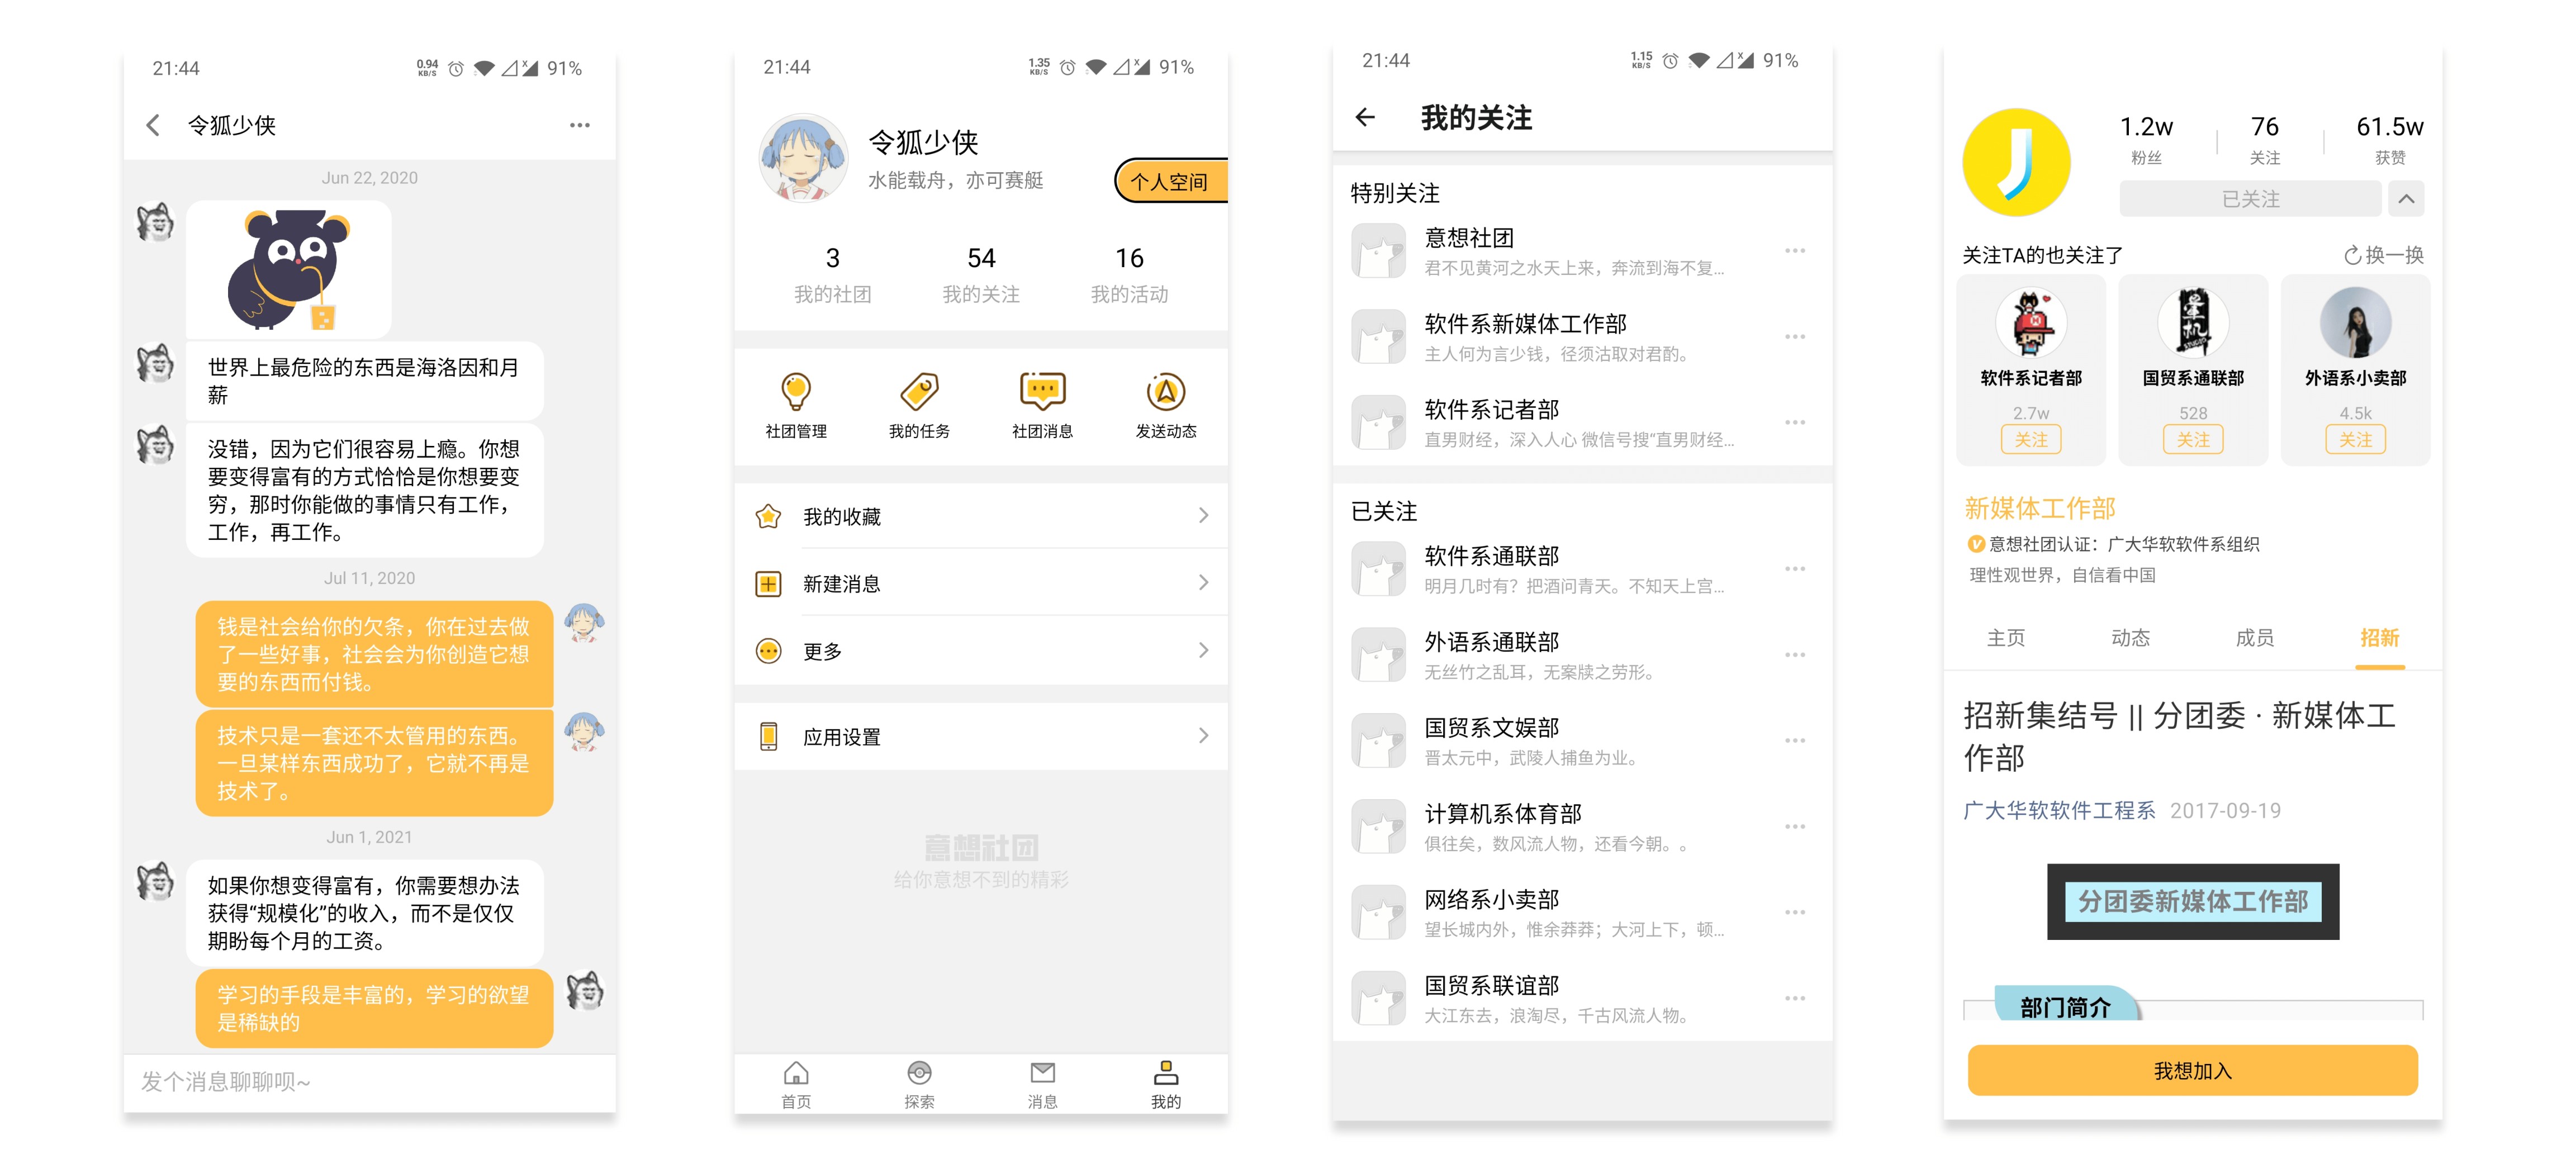 21:44
0.94 KB/S
91%
令狐少侠
Jun 22, 2020
世界上最危险的东西是海洛因和月
薪
没错，因为它们很容易上瘾。你想
要变得富有的方式恰恰是你想要变
穷，那时你能做的事情只有工作，
工作，再工作。
Jul 11, 2020
钱是社会给你的欠条，你在过去做
了一些好事，社会会为你创造它想
要的东西而付钱。
技术只是一套还不太管用的东西。
一旦某样东西成功了，它就不再是
技术了。
Jun 1, 2021
如果你想变得富有，你需要想办法
获得“规模化”的收入，而不是仅仅
期盼每个月的工资。
学习的手段是丰富的，学习的欲望
是稀缺的
发个消息聊聊呗~
21:44
1.35 KB/S
91%
令狐少侠
水能载舟，亦可赛艇
个人空间
3 54 16
我的社团 我的关注 我的活动
社团管理 我的任务 社团消息 发送动态
我的收藏
新建消息
更多
应用设置
意想社团
给你意想不到的精彩
首页 探索 消息 我的
21:44
1.15 KB/S
91%
我的关注
特别关注
意想社团
君不见黄河之水天上来，奔流到海不复...
软件系新媒体工作部
主人何为言少钱，径须沽取对君酌。
软件系记者部
直男财经，深入人心 微信号搜“直男财经...
已关注
软件系通联部
明月几时有？把酒问青天。不知天上宫...
外语系通联部
无丝竹之乱耳，无案牍之劳形。
国贸系文娱部
晋太元中，武陵人捕鱼为业。
计算机系体育部
俱往矣，数风流人物，还看今朝。。
网络系小卖部
望长城内外，惟余莽莽；大河上下，顿...
国贸系联谊部
大江东去，浪淘尽，千古风流人物。
1.2w 76 61.5w
粉丝 关注 获赞
已关注
关注TA的也关注了
换一换
软件系记者部 国贸系通联部 外语系小卖部
2.7w 528 4.5k
关注 关注 关注
新媒体工作部
意想社团认证：广大华软软件系组织
理性观世界，自信看中国
主页 动态 成员 招新
招新集结号 || 分团委 · 新媒体工
作部
广大华软软件工程系 2017-09-19
分团委新媒体工作部
部门简介
我想加入